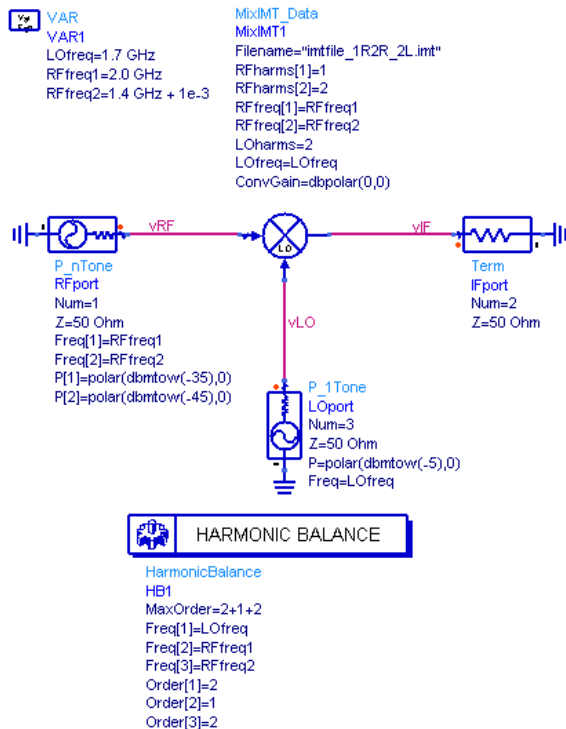 VAR
VAR1
LOfreq=1.7 GHz
RFfreq1=2.0 GHz
RFfreq2=1.4 GHz + 1e-3
MixIMT_Data
MixIMT1
Filename="imtfile_1R2R_2L.imt"
RFharms[1]=1
RFharms[2]=2
RFfreq[1]=RFfreq1
RFfreq[2]=RFfreq2
LOharms=2
LOfreq=LOfreq
ConvGain=dbpolar(0,0)
vRF
LO
vIF
P_nTone
RFport
Num=1
Z=50 Ohm
Freq[1]=RFfreq1
Freq[2]=RFfreq2
P[1]=polar(dbmtow(-35),0)
P[2]=polar(dbmtow(-45),0)
Term
IFport
Num=2
Z=50 Ohm
vLO
P_1Tone
LOport
Num=3
Z=50 Ohm
P=polar(dbmtow(-5),0)
Freq=LOfreq
HARMONIC BALANCE
HarmonicBalance
HB1
MaxOrder=2+1+2
Freq[1]=LOfreq
Freq[2]=RFfreq1
Freq[3]=RFfreq2
Order[1]=2
Order[2]=1
Order[3]=2